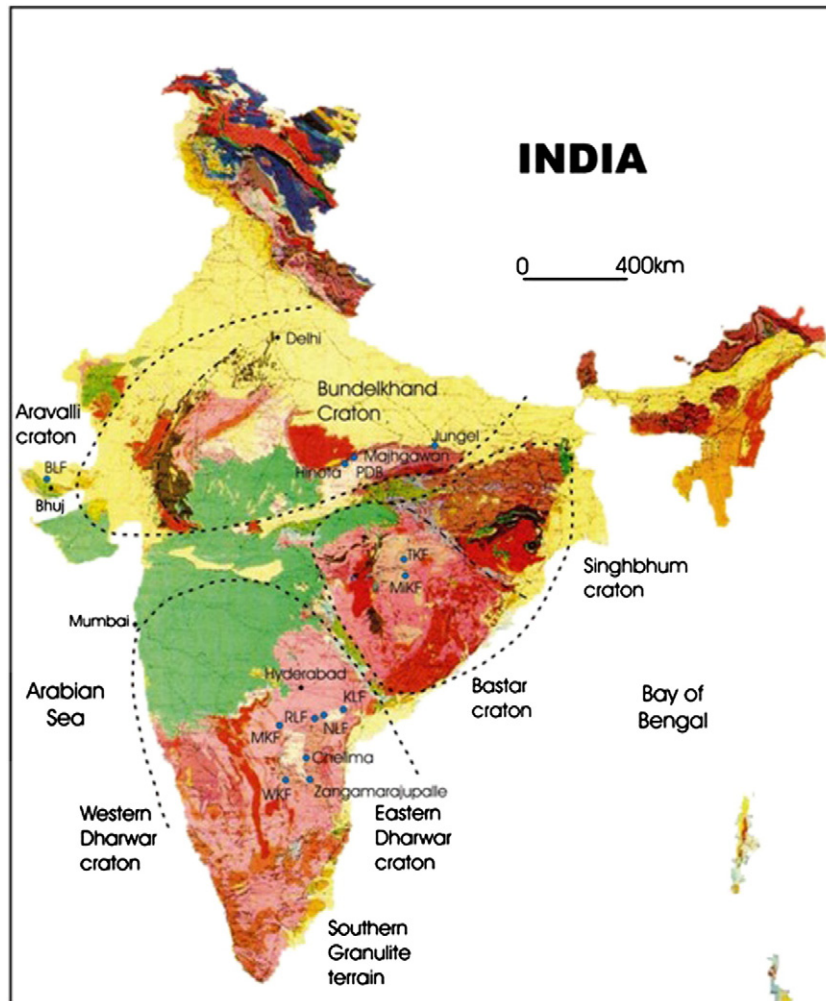 INDIA
0 400km
Delhi
Bundelkhand
Craton
Aravalli
craton
Jungel
Majhgawan
Hinota
PDB
BLF
Bhuj
TKF
MiKF
Singhbhum
craton
Mumbai
Hyderabad
Arabian
Sea
Bastar
craton
Bay of
Bengal
KLF
RLF
NLF
MKF
Chelima
WKF
Zangamarajupalle
Western
Dharwar
craton
Eastern
Dharwar
craton
Southern
Granulite
terrain